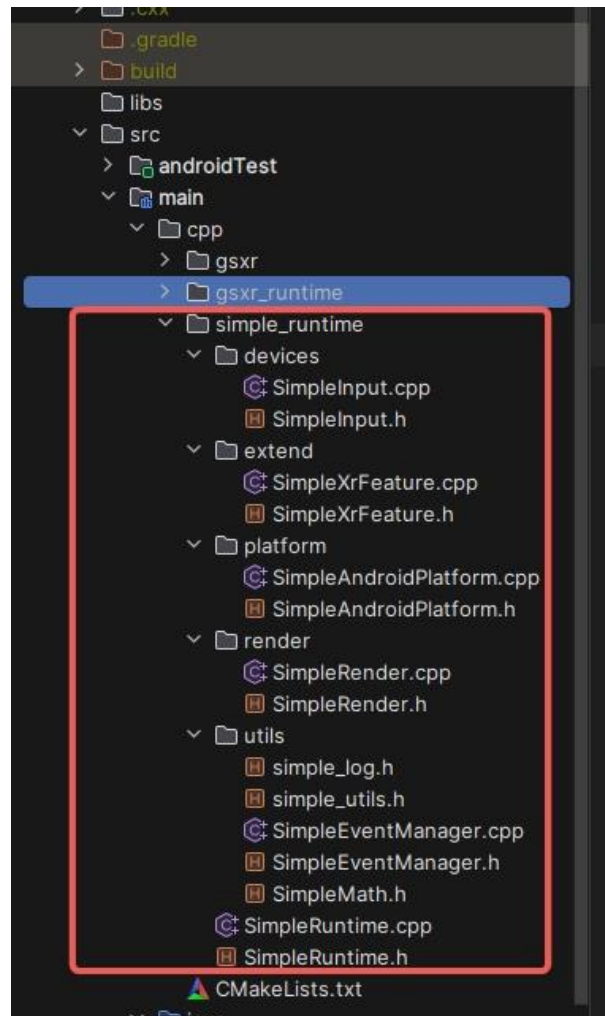 .cxx
.gradle
build
libs
src
androidTest
main
cpp
gsxr
gsxr_runtime
simple_runtime
devices
SimpleInput.cpp
SimpleInput.h
extend
SimpleXrFeature.cpp
SimpleXrFeature.h
platform
SimpleAndroidPlatform.cpp
SimpleAndroidPlatform.h
render
SimpleRender.cpp
SimpleRender.h
utils
simple_log.h
simple_utils.h
SimpleEventManager.cpp
SimpleEventManager.h
SimpleMath.h
SimpleRuntime.cpp
SimpleRuntime.h
CMakeLists.txt